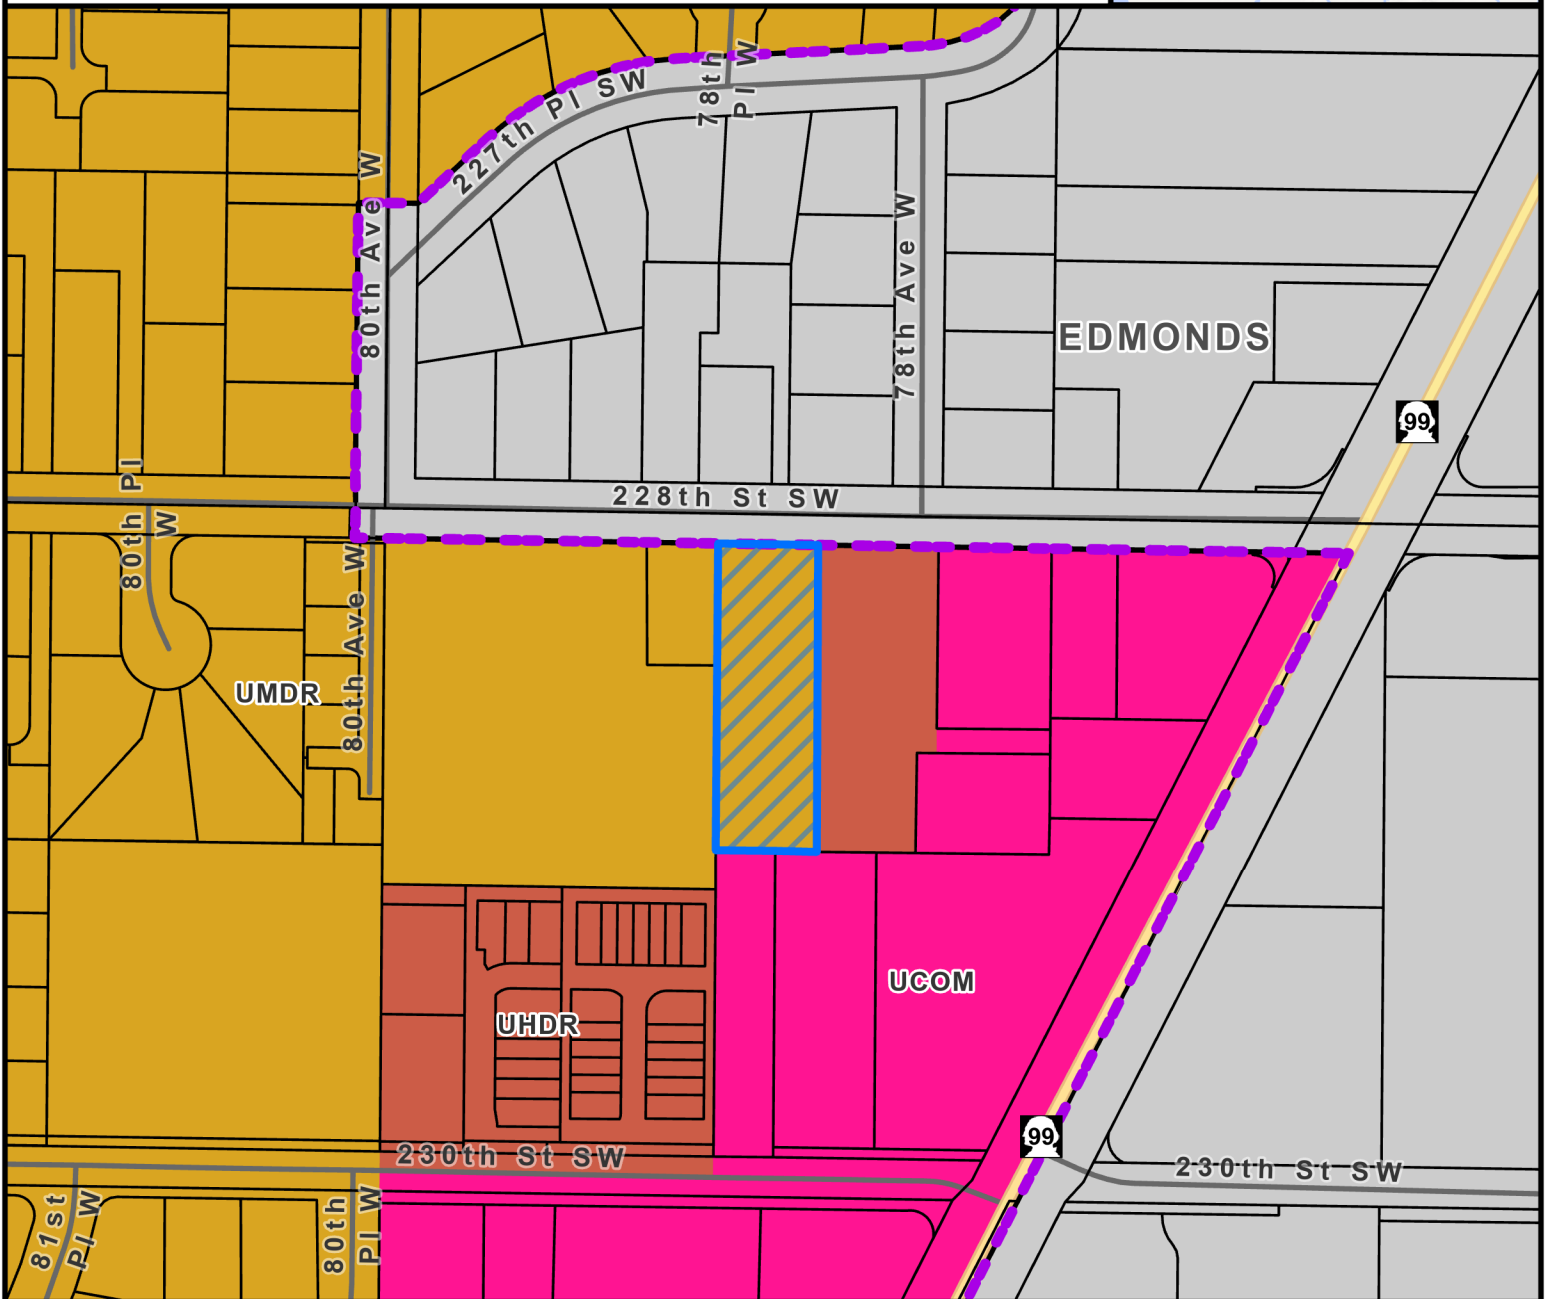 227th Pl SW
78th
Pl W
80th Ave W
78th Ave W
EDMONDS
99
228th St SW
80th Pl
W
80th Ave W
UMDR
UCOM
UHDR
99
230th St SW
230th St SW
81st
Pl W
80th
Pl W